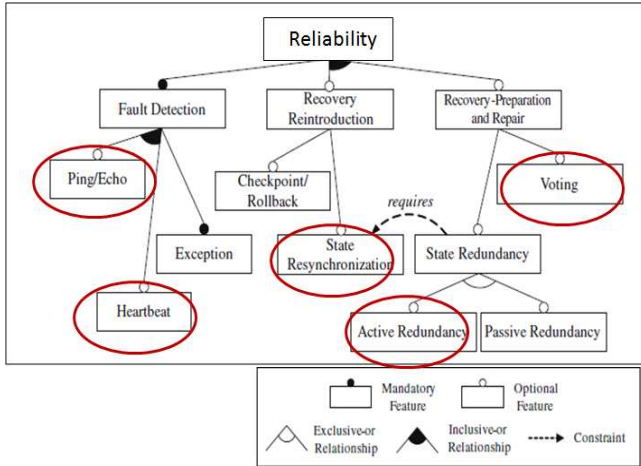 Reliability
Fault Detection
Recovery
Reintroduction
Recovery-Preparation
and Repair
Ping/Echo
Checkpoint/
Rollback
Voting
requires
Exception
State
Resynchronization
State Redundancy
Heartbeat
Active Redundancy
Passive Redundancy
Mandatory
Feature
Optional
Feature
Exclusive-or
Relationship
Inclusive-or
Relationship
Constraint